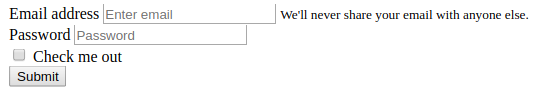 Email address Enter email We'll never share your email with anyone else.
Password Password
Check me out
Submit